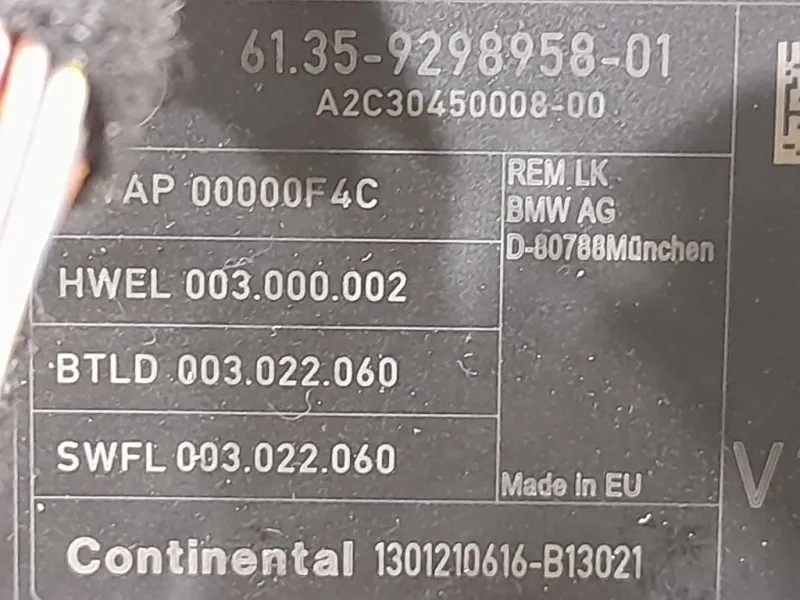 61.35-9298958-01
A2C30450008-00
AP 00000F4C
REM LK
BMW AG
D-80788München
HWEL 003.000.002
BTLD 003.022.060
SWFL 003.022.060
Made in EU
V
Continental 1301210616-B13021